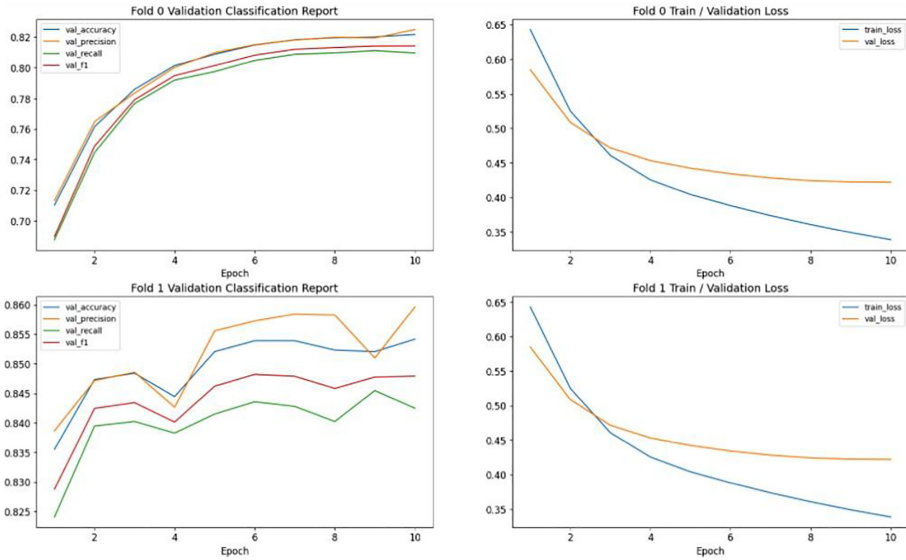 Fold 0 Validation Classification Report
0.82
0.80
0.78
0.76
0.74
0.72
0.70
val_accuracy
val_precision
val_recall
val_f1
2 4 6 8 10
Epoch
Fold 0 Train / Validation Loss
0.65
0.60
0.55
0.50
0.45
0.40
0.35
train_loss
val_loss
2 4 6 8 10
Epoch
Fold 1 Validation Classification Report
0.860
0.855
0.850
0.845
0.840
0.835
0.830
0.825
val_accuracy
val_precision
val_recall
val_f1
2 4 6 8 10
Epoch
Fold 1 Train / Validation Loss
0.65
0.60
0.55
0.50
0.45
0.40
0.35
train_loss
val_loss
2 4 6 8 10
Epoch